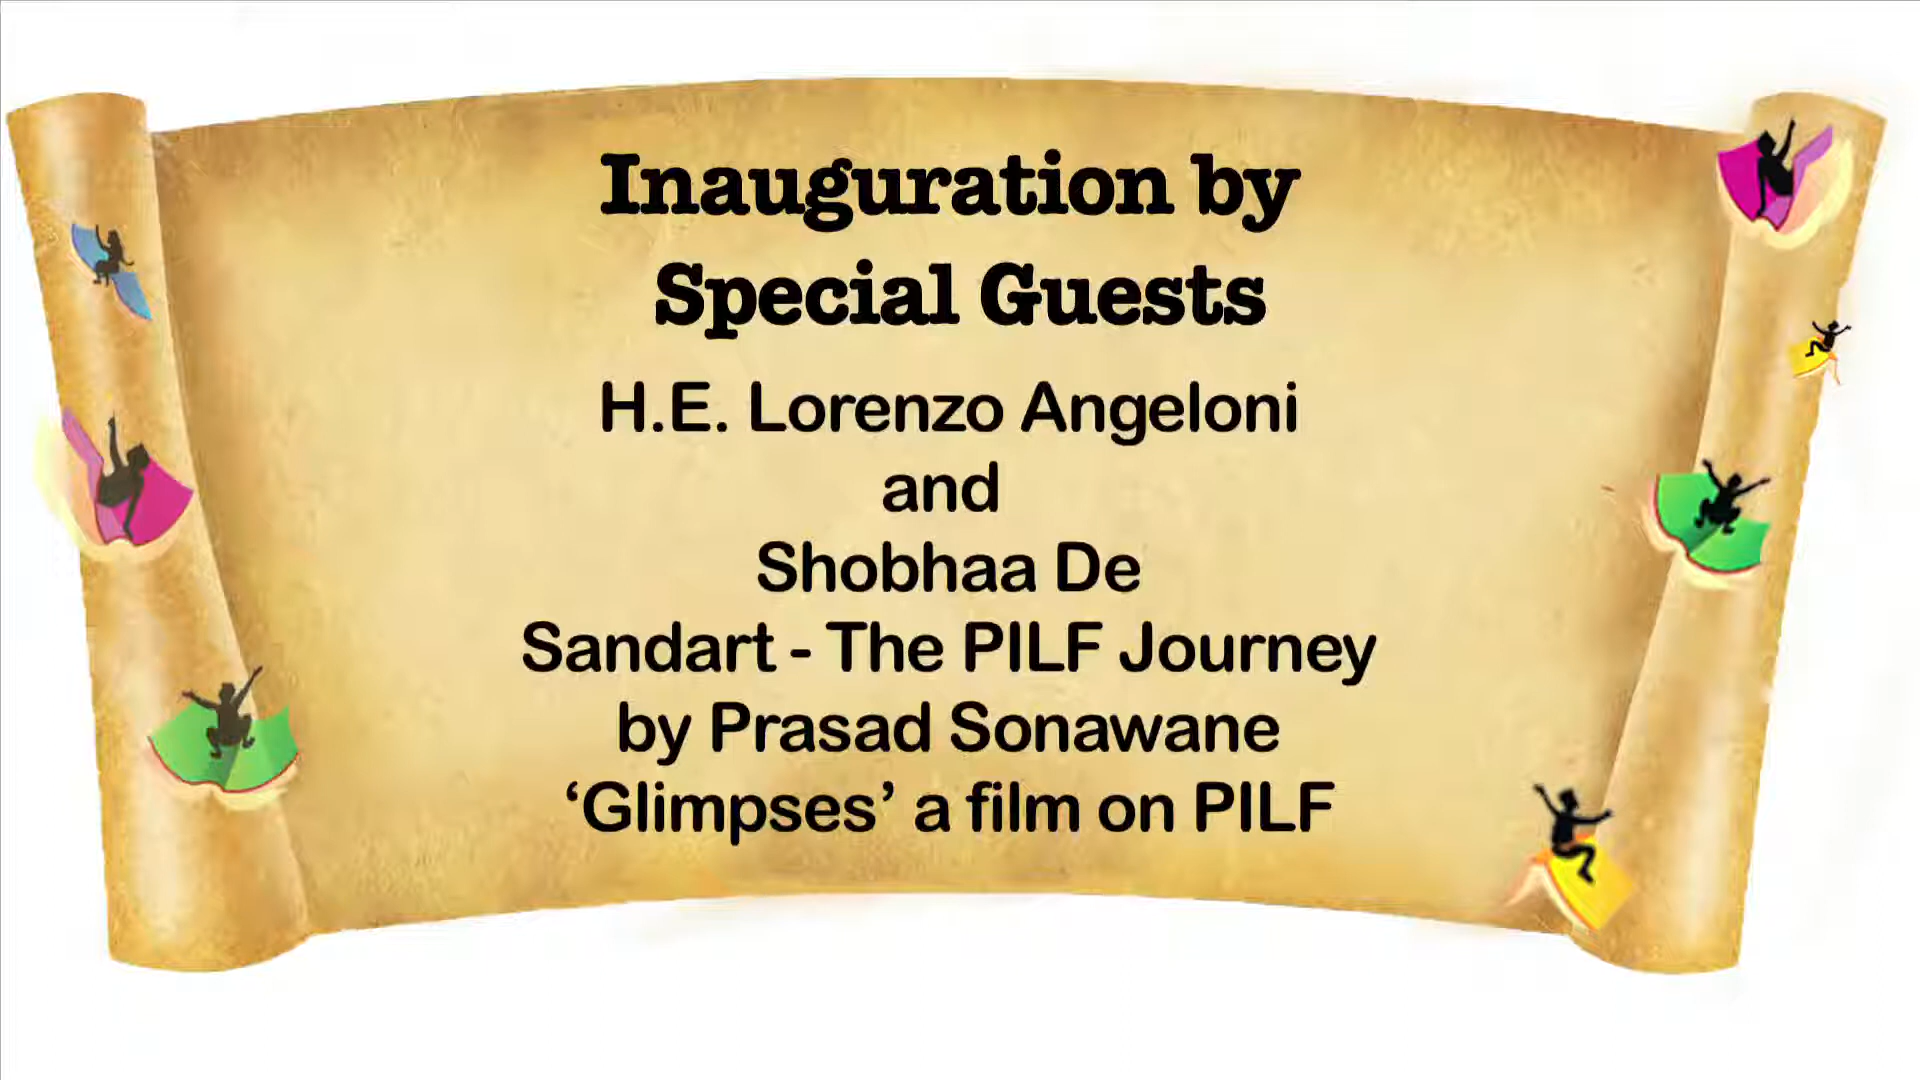 Inauguration by
Special Guests
H.E. Lorenzo Angeloni
and
Shobhaa De
Sandart - The PILF Journey
by Prasad Sonawane
‘Glimpses’ a film on PILF